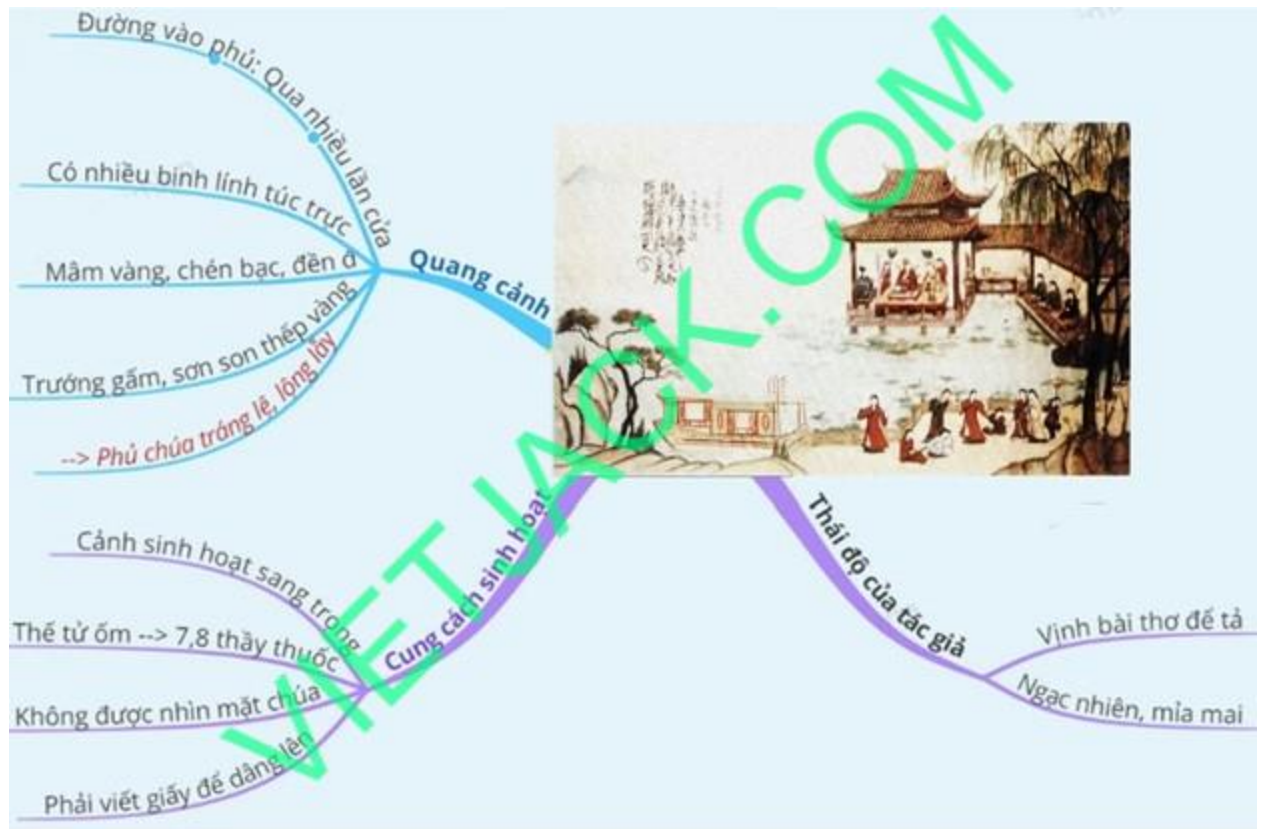 Đường vào phủ: Qua nhiều lần cửa
Có nhiều binh lính túc trực
Mâm vàng, chén bạc, đền đ
Trướng gấm, sơn son thếp vàng
--> Phủ chúa tráng lệ, lộng lẫy
Quang cảnh
Cảnh sinh hoạt sang trọng
Thế tử ốm --> 7,8 thầy thuốc
Không được nhìn mặt chúa
Phải viết giấy để dâng lên
Cung cách sinh hoạt
Thái độ của tác giả
Vịnh bài thơ để tả
Ngạc nhiên, mỉa mai
VIETJACK.COM